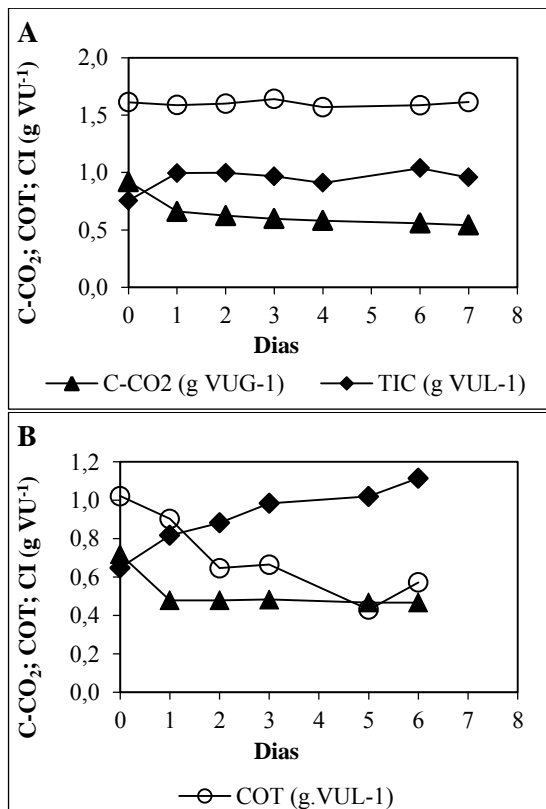 A
C-CO₂; COT; CI (g VU⁻¹)
2,0
1,5
1,0
0,5
0,0
0 1 2 3 4 5 6 7 8
Dias
C-CO2 (g VUG-1) TIC (g VUL-1)
B
C-CO₂; COT; CI (g VU⁻¹)
1,2
1,0
0,8
0,6
0,4
0,2
0,0
0 1 2 3 4 5 6 7 8
Dias
COT (g.VUL-1)